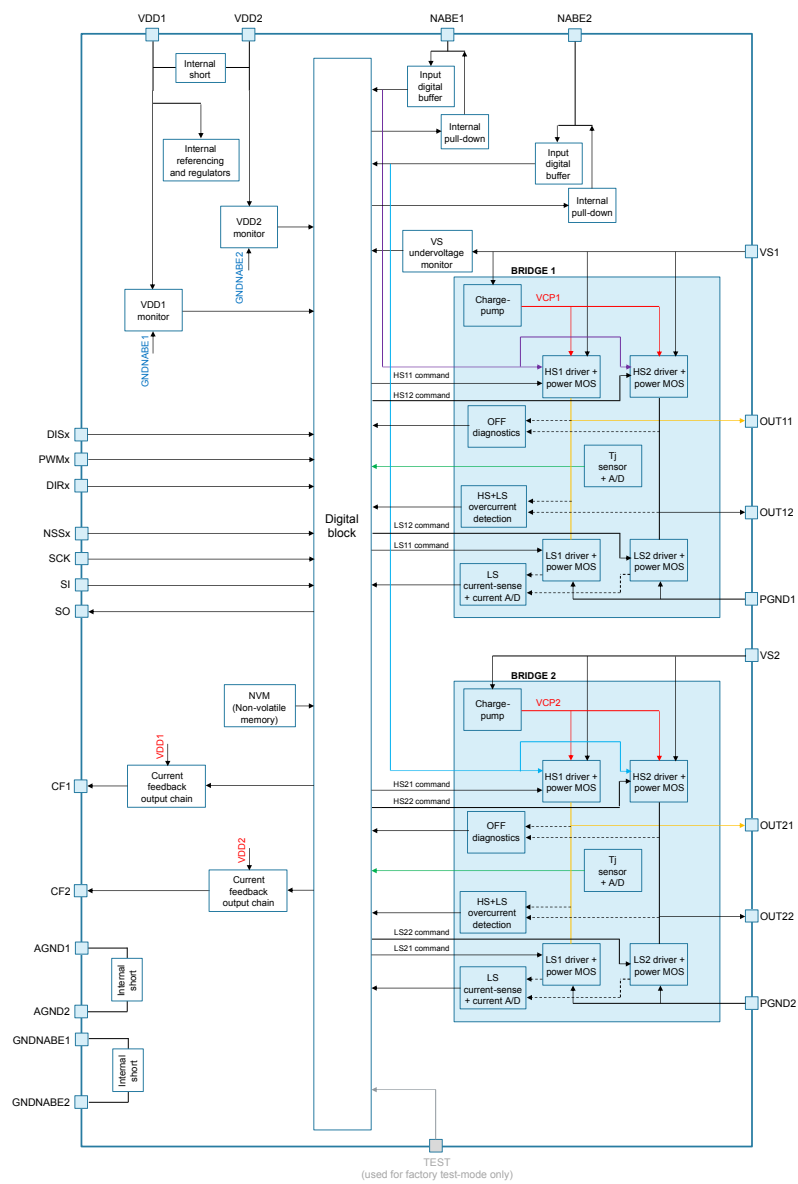 VDD1
VDD2
NABE1
NABE2
Internal
short
Input
digital
buffer
Internal
pull-down
Internal
referencing
and regulators
Input
digital
buffer
Internal
pull-down
VDD2
monitor
GNDNABE2
VS
undervoltage
monitor
VS1
VDD1
monitor
GNDNABE1
BRIDGE 1
Charge-
pump
VCP1
HS1 driver +
power MOS
HS2 driver +
power MOS
HS11 command
HS12 command
OFF
diagnostics
OUT11
DISx
PWMx
DIRx
Tj
sensor
+ A/D
HS+LS
overcurrent
detection
OUT12
Digital
block
NSSx
SCK
SI
SO
LS12 command
LS11 command
LS1 driver +
power MOS
LS2 driver +
power MOS
LS
current-sense
+ current A/D
PGND1
VS2
BRIDGE 2
NVM
(Non-volatile
memory)
Charge-
pump
VCP2
VDD1
CF1
Current
feedback
output chain
HS1 driver +
power MOS
HS2 driver +
power MOS
HS21 command
HS22 command
OFF
diagnostics
OUT21
VDD2
CF2
Current
feedback
output chain
Tj
sensor
+ A/D
HS+LS
overcurrent
detection
OUT22
AGND1
Internal
short
AGND2
LS22 command
LS21 command
LS1 driver +
power MOS
LS2 driver +
power MOS
LS
current-sense
+ current A/D
PGND2
GNDNABE1
Internal
short
GNDNABE2
TEST
(used for factory test-mode only)